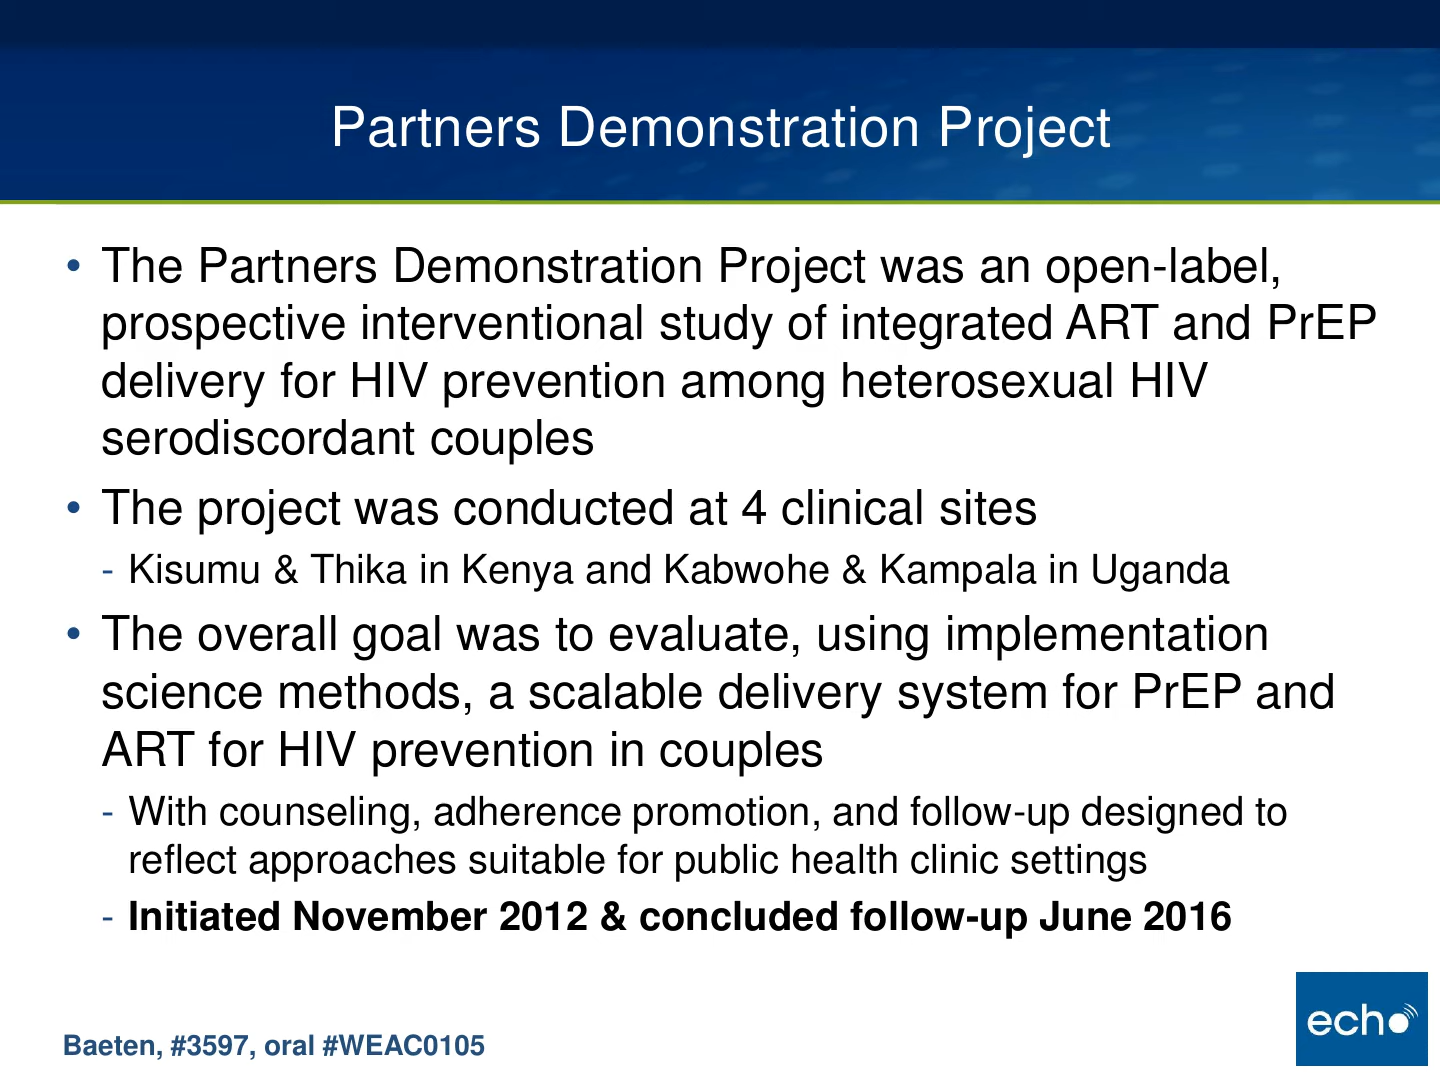 Partners Demonstration Project
• The Partners Demonstration Project was an open-label,
prospective interventional study of integrated ART and PrEP
delivery for HIV prevention among heterosexual HIV
serodiscordant couples
• The project was conducted at 4 clinical sites
- Kisumu & Thika in Kenya and Kabwohe & Kampala in Uganda
• The overall goal was to evaluate, using implementation
science methods, a scalable delivery system for PrEP and
ART for HIV prevention in couples
- With counseling, adherence promotion, and follow-up designed to
reflect approaches suitable for public health clinic settings
- Initiated November 2012 & concluded follow-up June 2016
Baeten, #3597, oral #WEAC0105
echo